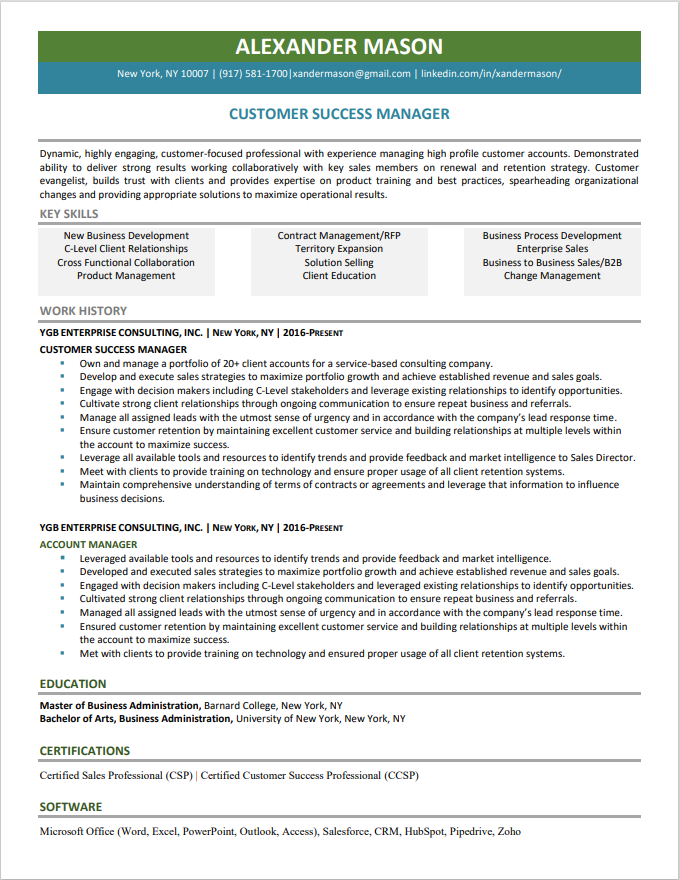 ALEXANDER MASON
New York, NY 10007 | (917) 581-1700|xandermason@gmail.com | linkedin.com/in/xandermason/
CUSTOMER SUCCESS MANAGER
Dynamic, highly engaging, customer-focused professional with experience managing high profile customer accounts. Demonstrated
ability to deliver strong results working collaboratively with key sales members on renewal and retention strategy. Customer
evangelist, builds trust with clients and provides expertise on product training and best practices, spearheading organizational
changes and providing appropriate solutions to maximize operational results.
KEY SKILLS
New Business Development
C-Level Client Relationships
Cross Functional Collaboration
Product Management
Contract Management/RFP
Territory Expansion
Solution Selling
Client Education
Business Process Development
Enterprise Sales
Business to Business Sales/B2B
Change Management
WORK HISTORY
YGB ENTERPRISE CONSULTING, INC. | NEW YORK, NY | 2016-PRESENT
CUSTOMER SUCCESS MANAGER
▪ Own and manage a portfolio of 20+ client accounts for a service-based consulting company.
▪ Develop and execute sales strategies to maximize portfolio growth and achieve established revenue and sales goals.
▪ Engage with decision makers including C-Level stakeholders and leverage existing relationships to identify opportunities.
▪ Cultivate strong client relationships through ongoing communication to ensure repeat business and referrals.
▪ Manage all assigned leads with the utmost sense of urgency and in accordance with the company's lead response time.
▪ Ensure customer retention by maintaining excellent customer service and building relationships at multiple levels within
the account to maximize success.
▪ Leverage all available tools and resources to identify trends and provide feedback and market intelligence to Sales Director.
▪ Meet with clients to provide training on technology and ensure proper usage of all client retention systems.
▪ Maintain comprehensive understanding of terms of contracts or agreements and leverage that information to influence
business decisions.
YGB ENTERPRISE CONSULTING, INC. | NEW YORK, NY | 2016-PRESENT
ACCOUNT MANAGER
▪ Leveraged available tools and resources to identify trends and provide feedback and market intelligence.
▪ Developed and executed sales strategies to maximize portfolio growth and achieve established revenue and sales goals.
▪ Engaged with decision makers including C-Level stakeholders and leveraged existing relationships to identify opportunities.
▪ Cultivated strong client relationships through ongoing communication to ensure repeat business and referrals.
▪ Managed all assigned leads with the utmost sense of urgency and in accordance with the company's lead response time.
▪ Ensured customer retention by maintaining excellent customer service and building relationships at multiple levels within
the account to maximize success.
▪ Met with clients to provide training on technology and ensured proper usage of all client retention systems.
EDUCATION
Master of Business Administration, Barnard College, New York, NY
Bachelor of Arts, Business Administration, University of New York, New York, NY
CERTIFICATIONS
Certified Sales Professional (CSP) | Certified Customer Success Professional (CCSP)
SOFTWARE
Microsoft Office (Word, Excel, PowerPoint, Outlook, Access), Salesforce, CRM, HubSpot, Pipedrive, Zoho